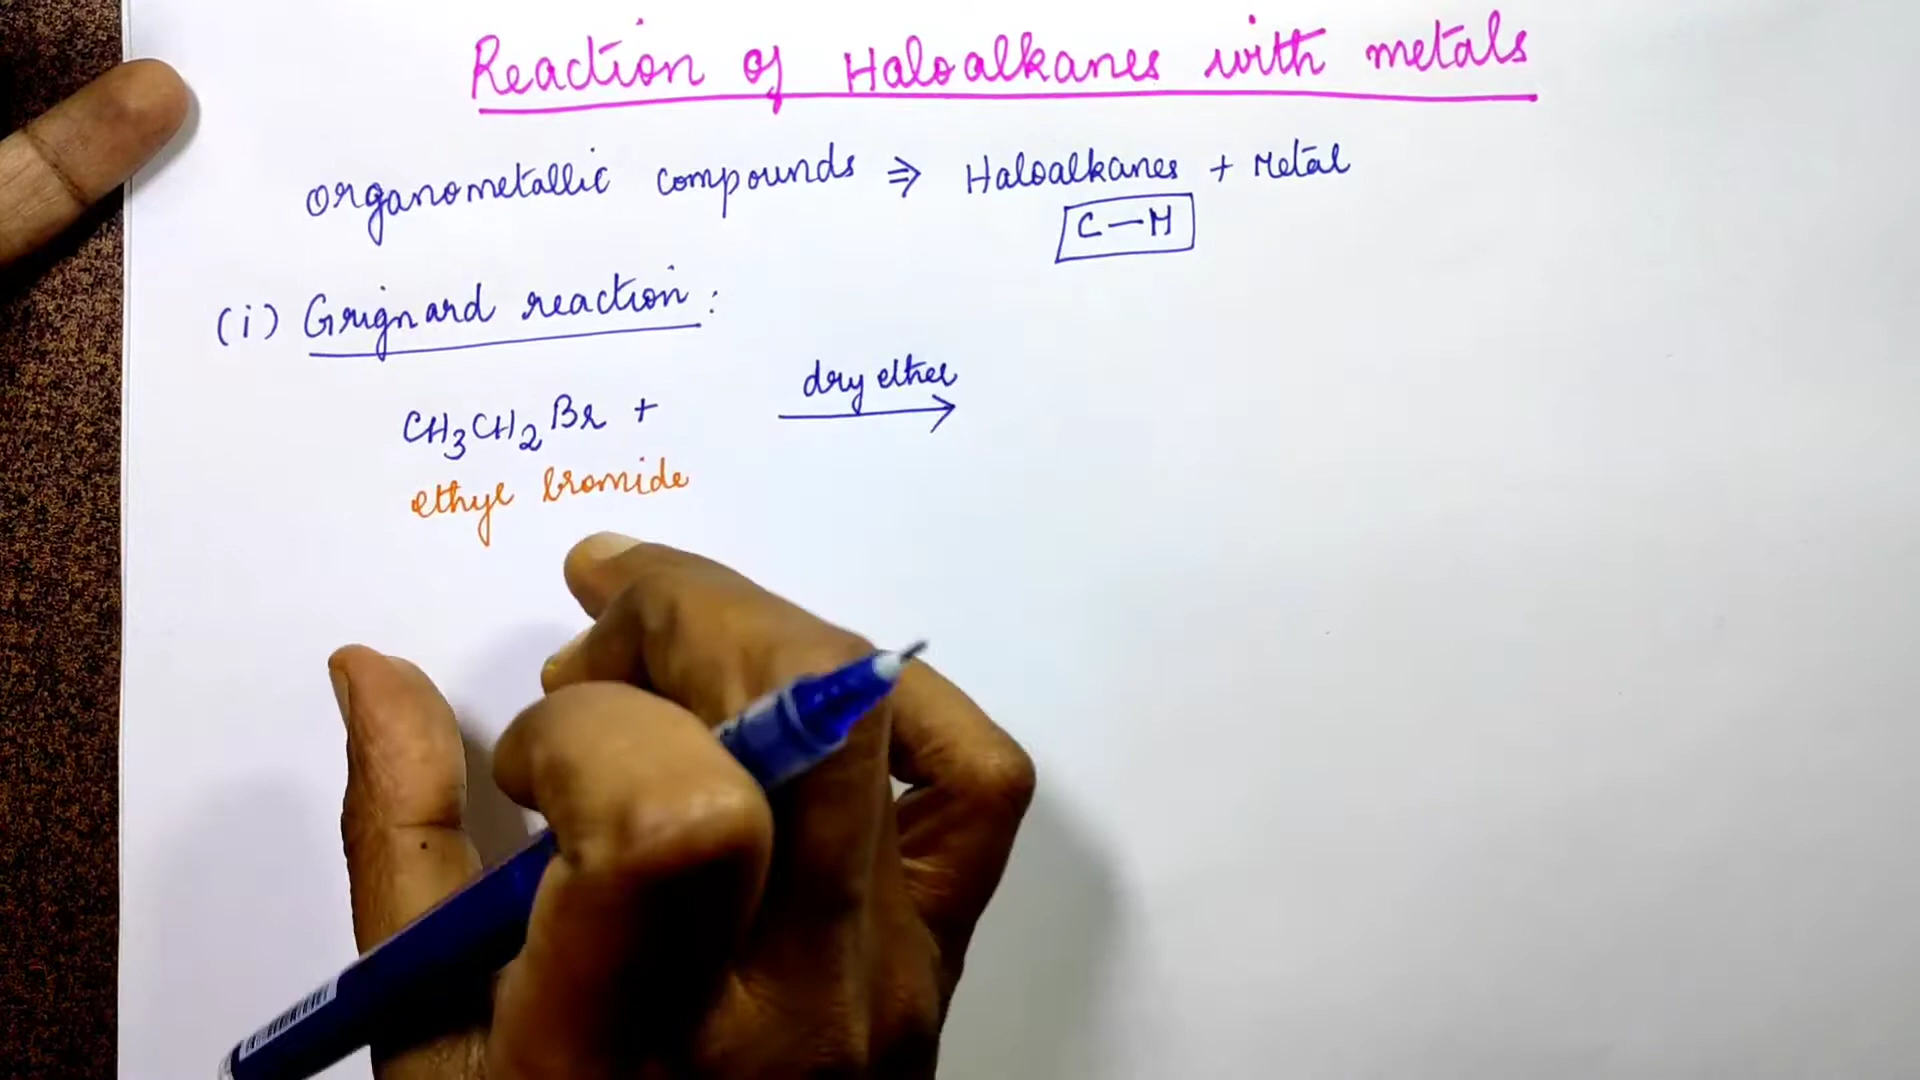 Reaction of Haloalkanes with metals
organometallic compounds ⇒ Haloalkanes + Metal
C—M
(i) Grignard reaction:
dry ether
CH₃CH₂Br + →
ethyl bromide